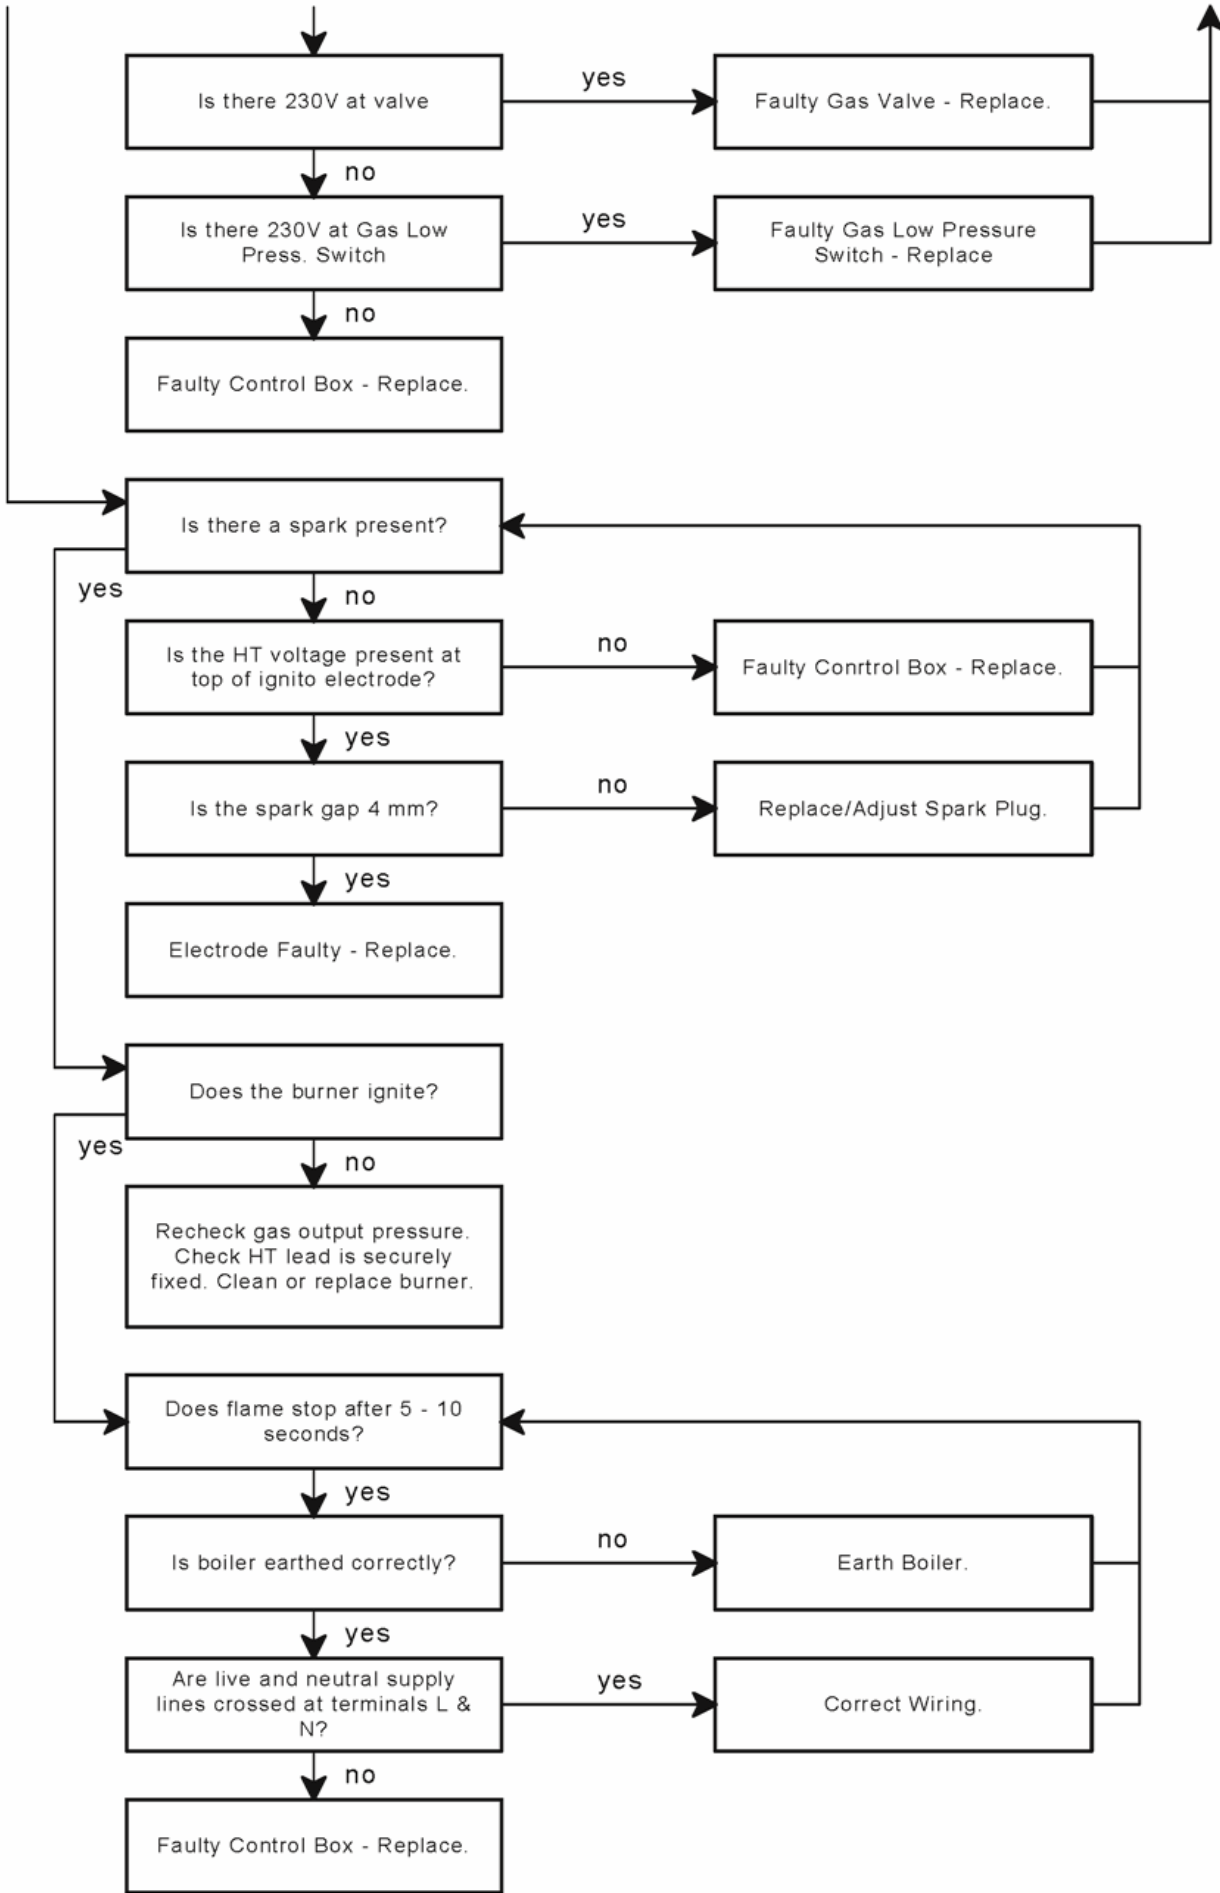 Is there 230V at valve
yes
Faulty Gas Valve - Replace.
no
Is there 230V at Gas Low
Press. Switch
yes
Faulty Gas Low Pressure
Switch - Replace
no
Faulty Control Box - Replace.
Is there a spark present?
yes
no
Is the HT voltage present at
top of ignito electrode?
no
Faulty Conrtrol Box - Replace.
yes
Is the spark gap 4 mm?
no
Replace/Adjust Spark Plug.
yes
Electrode Faulty - Replace.
Does the burner ignite?
yes
no
Recheck gas output pressure.
Check HT lead is securely
fixed. Clean or replace burner.
Does flame stop after 5 - 10
seconds?
yes
Is boiler earthed correctly?
no
Earth Boiler.
yes
Are live and neutral supply
lines crossed at terminals L &
N?
yes
Correct Wiring.
no
Faulty Control Box - Replace.